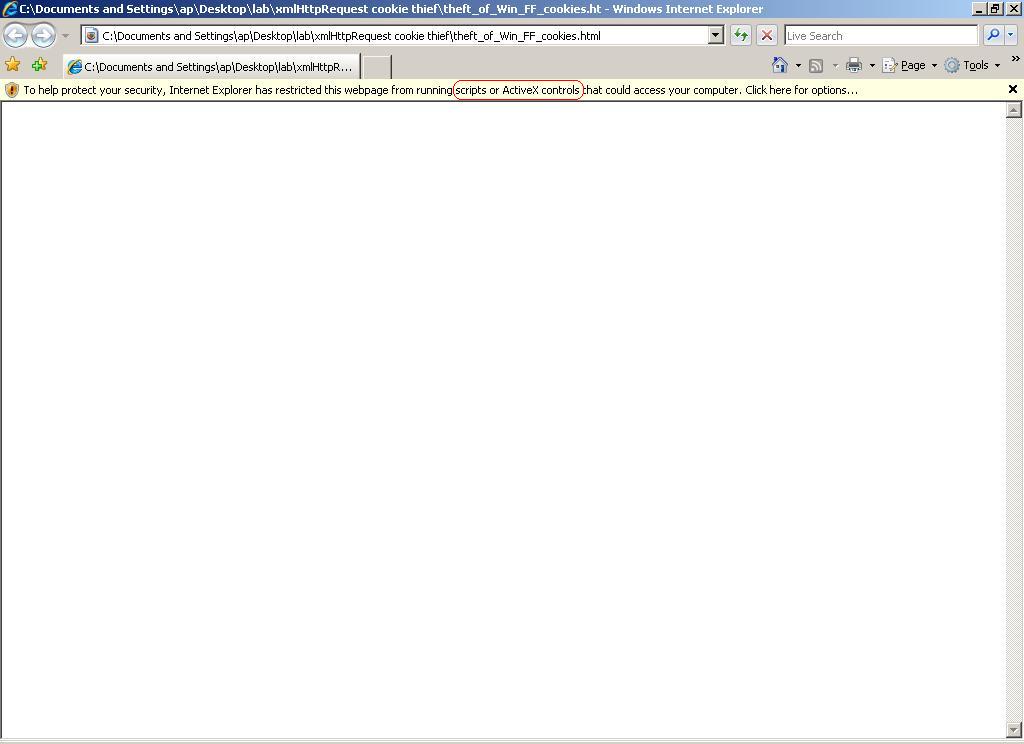 C:\Documents and Settings\ap\Desktop\lab\xmlHttpRequest cookie thief\theft_of_Win_FF_cookies.ht - Windows Internet Explorer
C:\Documents and Settings\ap\Desktop\lab\xmlHttpRequest cookie thief\theft_of_Win_FF_cookies.html Live Search
C:\Documents and Settings\ap\Desktop\lab\xmlHttpR... Page Tools »
To help protect your security, Internet Explorer has restricted this webpage from running scripts or ActiveX controls that could access your computer. Click here for options...